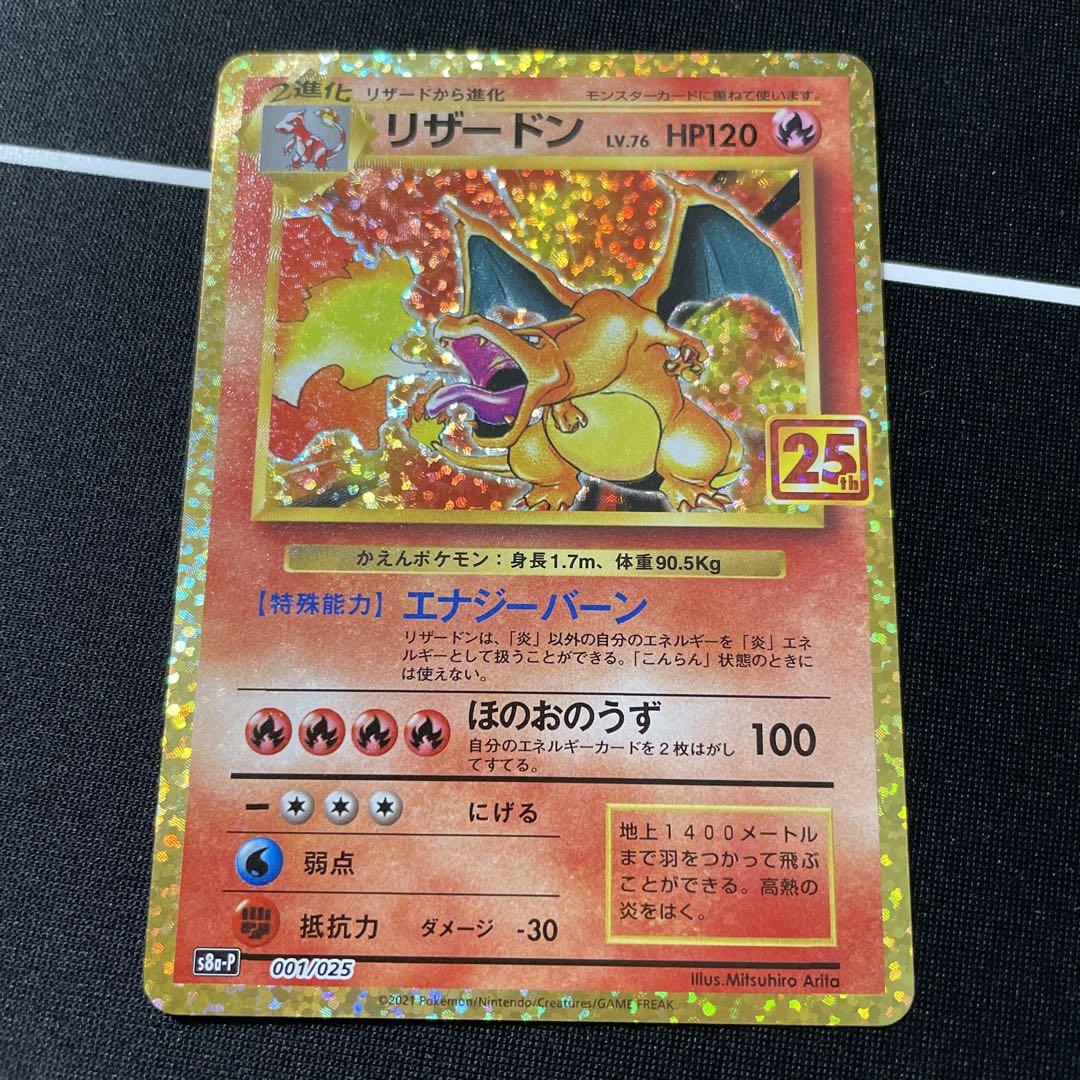 2進化 リザードから進化 モンスターカードに重ねて使います。
リザードン LV.76 HP120
25th
かえんポケモン：身長1.7m、体重90.5Kg
【特殊能力】エナジーバーン
リザードンは、「炎」以外の自分のエネルギーを「炎」エネ
ルギーとして扱うことができる。「こんらん」状態のときに
は使えない。
ほのおのうず 100
自分のエネルギーカードを２枚はがし
てすてる。
にげる
弱点
抵抗力 ダメージ -30
地上１４００メートル
まで羽をつかって飛ぶ
ことができる。高熱の
炎をはく。
s8a-P 001/025
Illus.Mitsuhiro Arita
©2021 Pokémon/Nintendo/Creatures/GAME FREAK.